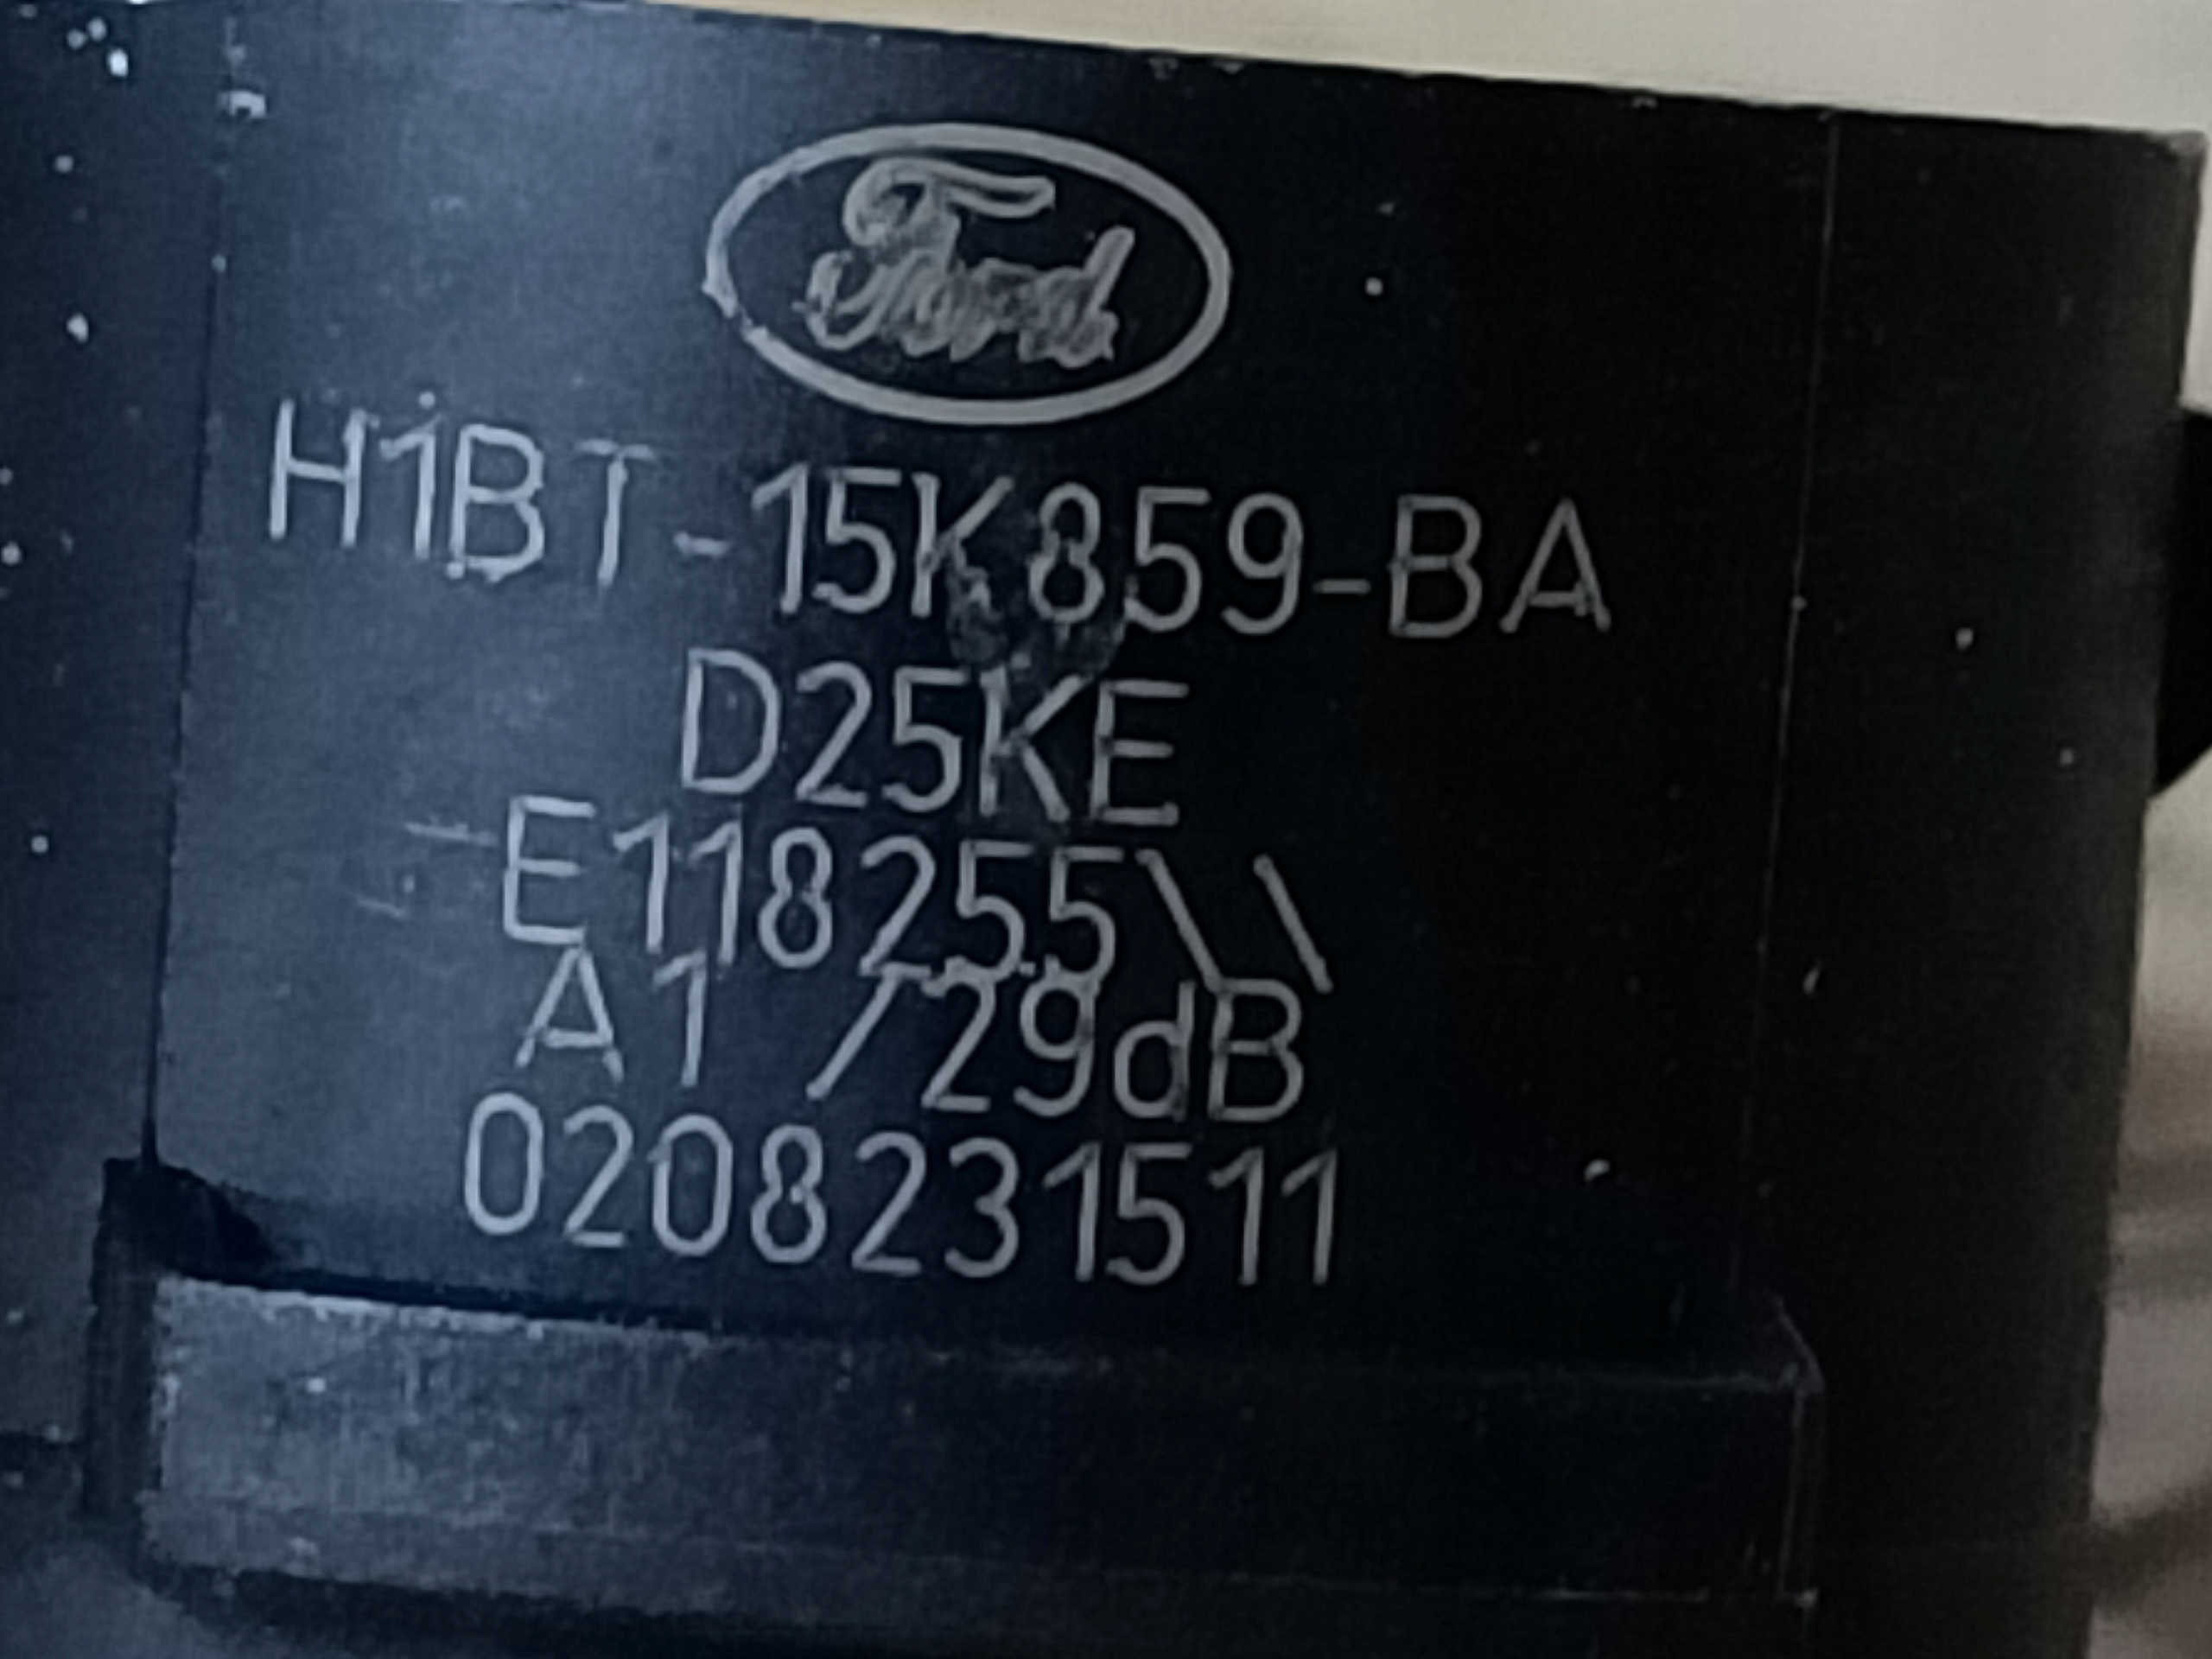 Ford
H1BT-15K859-BA
D25KE
E118255\\
A1 /29dB
0208231511